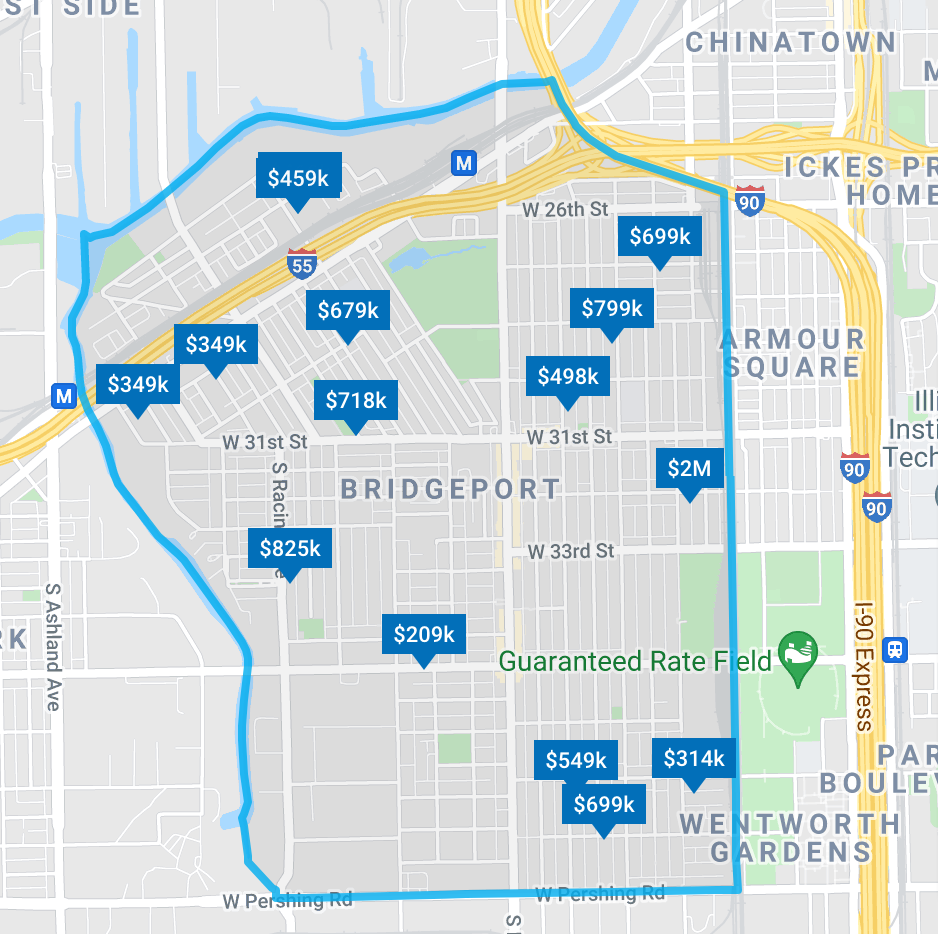 ST SIDE
CHINATOWN
M
M
$459k
ICKES PR
HOME
90
W 26th St
$699k
55
$679k
$799k
$349k
ARMOUR
SQUARE
$349k
$498k
M
$718k
Illi
Insti
Tech
W 31st St
W 31st St
$2M
90
90
BRIDGEPORT
S Racin
e
$825k
W 33rd St
S Ashland Ave
RK
$209k
Guaranteed Rate Field
I-90 Express
$549k
$314k
PAR
BOULEV
$699k
WENTWORTH
GARDENS
W Pershing Rd
W Pershing Rd
S